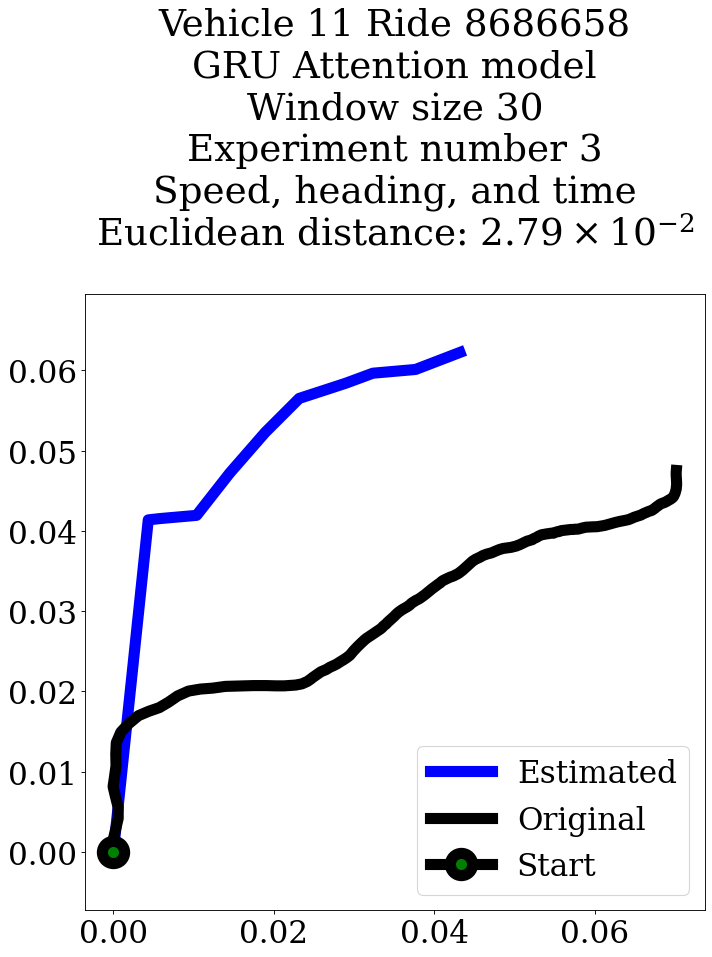 Vehicle 11 Ride 8686658
GRU Attention model
Window size 30
Experiment number 3
Speed, heading, and time
Euclidean distance: 2.79 × 10⁻²
0.06
0.05
0.04
0.03
0.02
0.01
0.00
Estimated
Original
Start
0.00 0.02 0.04 0.06